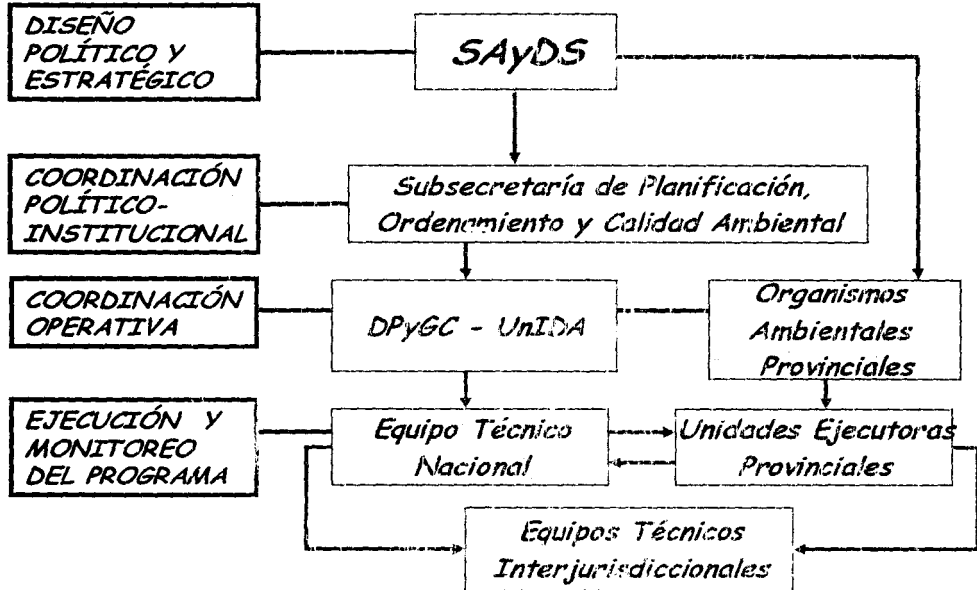 DISEÑO
POLÍTICO Y
ESTRATÉGICO
SAyDS
COORDINACIÓN
POLÍTICO-
INSTITUCIONAL
Subsecretaría de Planificación,
Ordenamiento y Calidad Ambiental
COORDINACIÓN
OPERATIVA
DPyGC - UnIDA
Organismos
Ambientales
Provinciales
EJECUCIÓN Y
MONITOREO
DEL PROGRAMA
Equipo Técnico
Nacional
Unidades Ejecutoras
Provinciales
Equipos Técnicos
Interjurisdiccionales